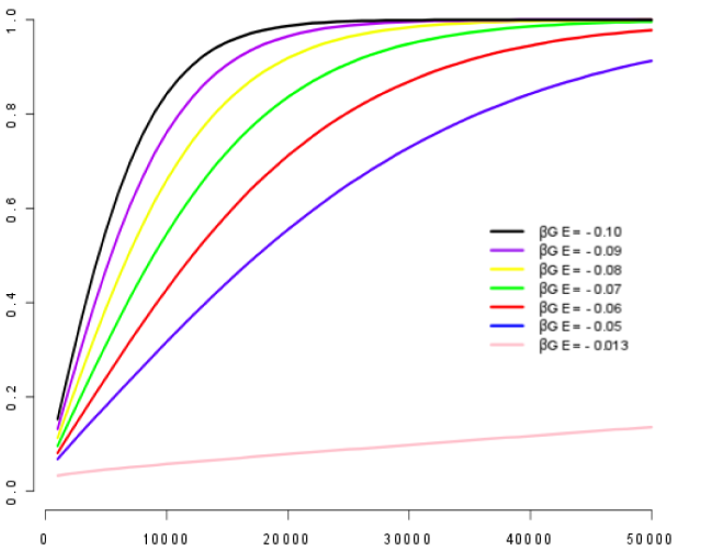 1.0
0.8
0.6
0.4
0.2
0.0
βG E = - 0.10
βG E = - 0.09
βG E = - 0.08
βG E = - 0.07
βG E = - 0.06
βG E = - 0.05
βG E = - 0.013
0 10000 20000 30000 40000 50000